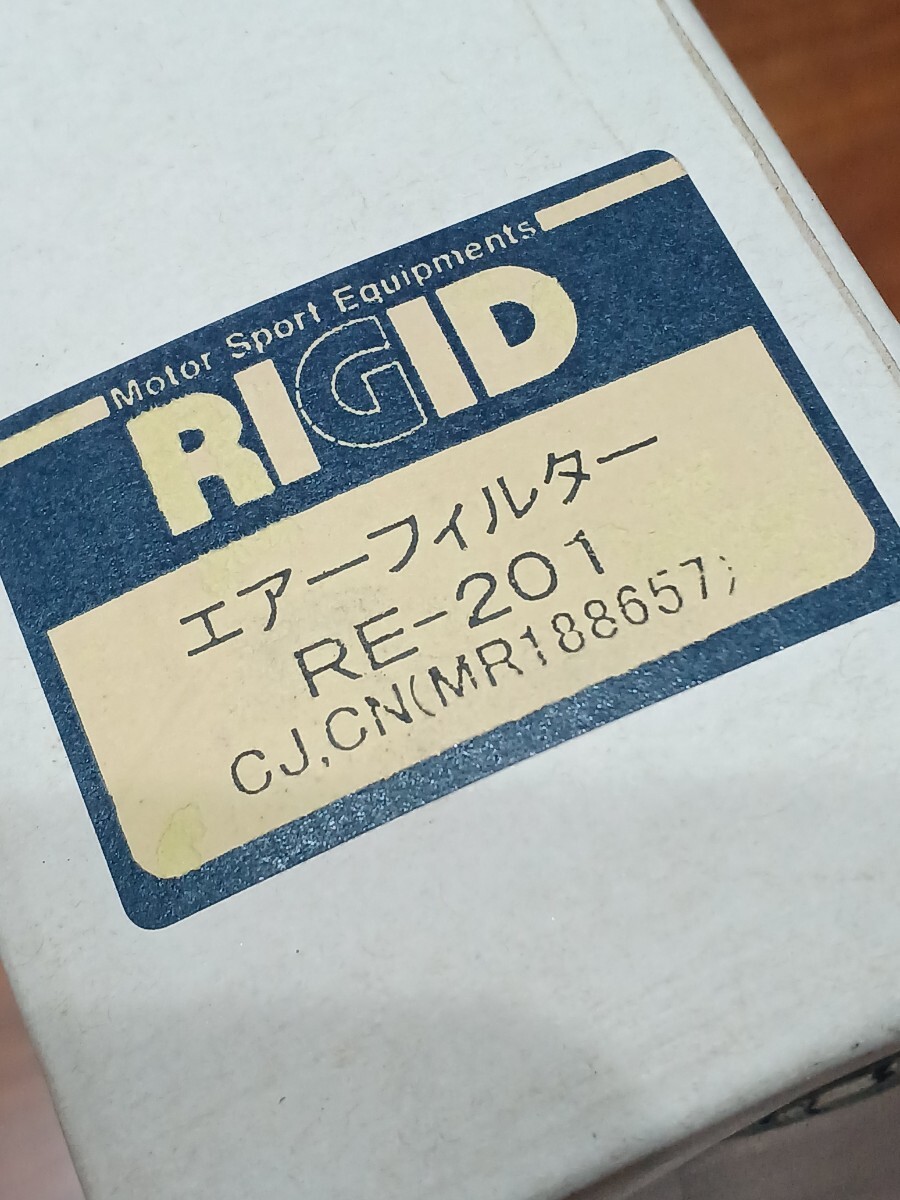 Motor Sport Equipments
RIGID
エアーフィルター
RE-201
CJ,CN(MR188657)